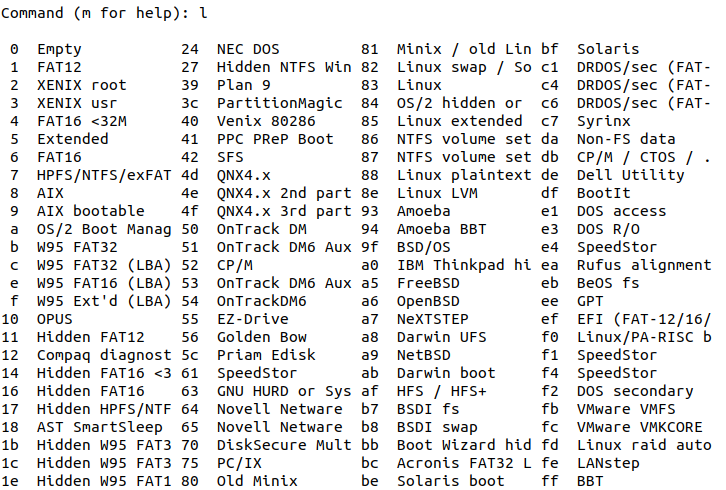 Command (m for help): l
0 Empty 24 NEC DOS 81 Minix / old Lin bf Solaris
1 FAT12 27 Hidden NTFS Win 82 Linux swap / So c1 DRDOS/sec (FAT-
2 XENIX root 39 Plan 9 83 Linux c4 DRDOS/sec (FAT-
3 XENIX usr 3c PartitionMagic 84 OS/2 hidden or c6 DRDOS/sec (FAT-
4 FAT16 <32M 40 Venix 80286 85 Linux extended c7 Syrinx
5 Extended 41 PPC PReP Boot 86 NTFS volume set da Non-FS data
6 FAT16 42 SFS 87 NTFS volume set db CP/M / CTOS / .
7 HPFS/NTFS/exFAT 4d QNX4.x 88 Linux plaintext de Dell Utility
8 AIX 4e QNX4.x 2nd part 8e Linux LVM df BootIt
9 AIX bootable 4f QNX4.x 3rd part 93 Amoeba e1 DOS access
a OS/2 Boot Manag 50 OnTrack DM 94 Amoeba BBT e3 DOS R/O
b W95 FAT32 51 OnTrack DM6 Aux 9f BSD/OS e4 SpeedStor
c W95 FAT32 (LBA) 52 CP/M a0 IBM Thinkpad hi ea Rufus alignment
e W95 FAT16 (LBA) 53 OnTrack DM6 Aux a5 FreeBSD eb BeOS fs
f W95 Ext'd (LBA) 54 OnTrackDM6 a6 OpenBSD ee GPT
10 OPUS 55 EZ-Drive a7 NeXTSTEP ef EFI (FAT-12/16/
11 Hidden FAT12 56 Golden Bow a8 Darwin UFS f0 Linux/PA-RISC b
12 Compaq diagnost 5c Priam Edisk a9 NetBSD f1 SpeedStor
14 Hidden FAT16 <3 61 SpeedStor ab Darwin boot f4 SpeedStor
16 Hidden FAT16 63 GNU HURD or Sys af HFS / HFS+ f2 DOS secondary
17 Hidden HPFS/NTF 64 Novell Netware b7 BSDI fs fb VMware VMFS
18 AST SmartSleep 65 Novell Netware b8 BSDI swap fc VMware VMKCORE
1b Hidden W95 FAT3 70 DiskSecure Mult bb Boot Wizard hid fd Linux raid auto
1c Hidden W95 FAT3 75 PC/IX bc Acronis FAT32 L fe LANstep
1e Hidden W95 FAT1 80 Old Minix be Solaris boot ff BBT